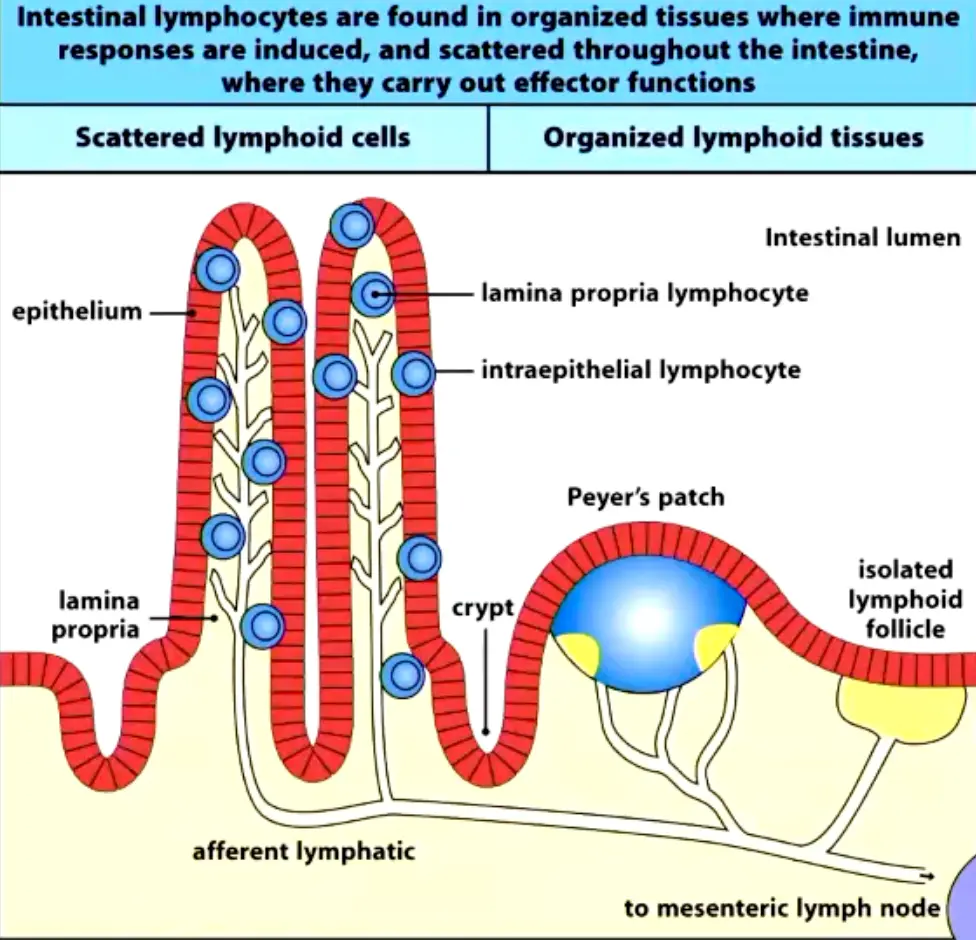 Intestinal lymphocytes are found in organized tissues where immune
responses are induced, and scattered throughout the intestine,
where they carry out effector functions
Scattered lymphoid cells
Organized lymphoid tissues
Intestinal lumen
lamina propria lymphocyte
epithelium
intraepithelial lymphocyte
Peyer's patch
isolated
lymphoid
follicle
lamina
propria
crypt
afferent lymphatic
to mesenteric lymph node